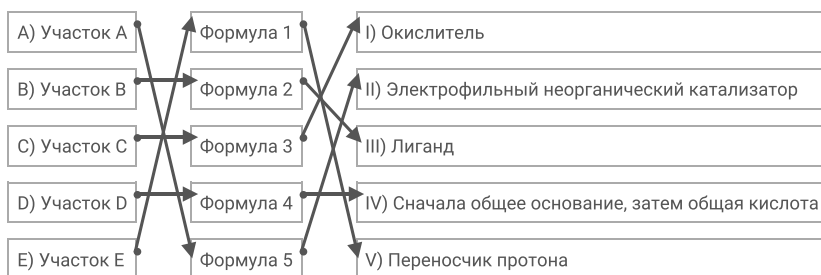 A) Участок A Формула 1 I) Окислитель
B) Участок B Формула 2 II) Электрофильный неорганический катализатор
C) Участок C Формула 3 III) Лиганд
D) Участок D Формула 4 IV) Сначала общее основание, затем общая кислота
E) Участок E Формула 5 V) Переносчик протона